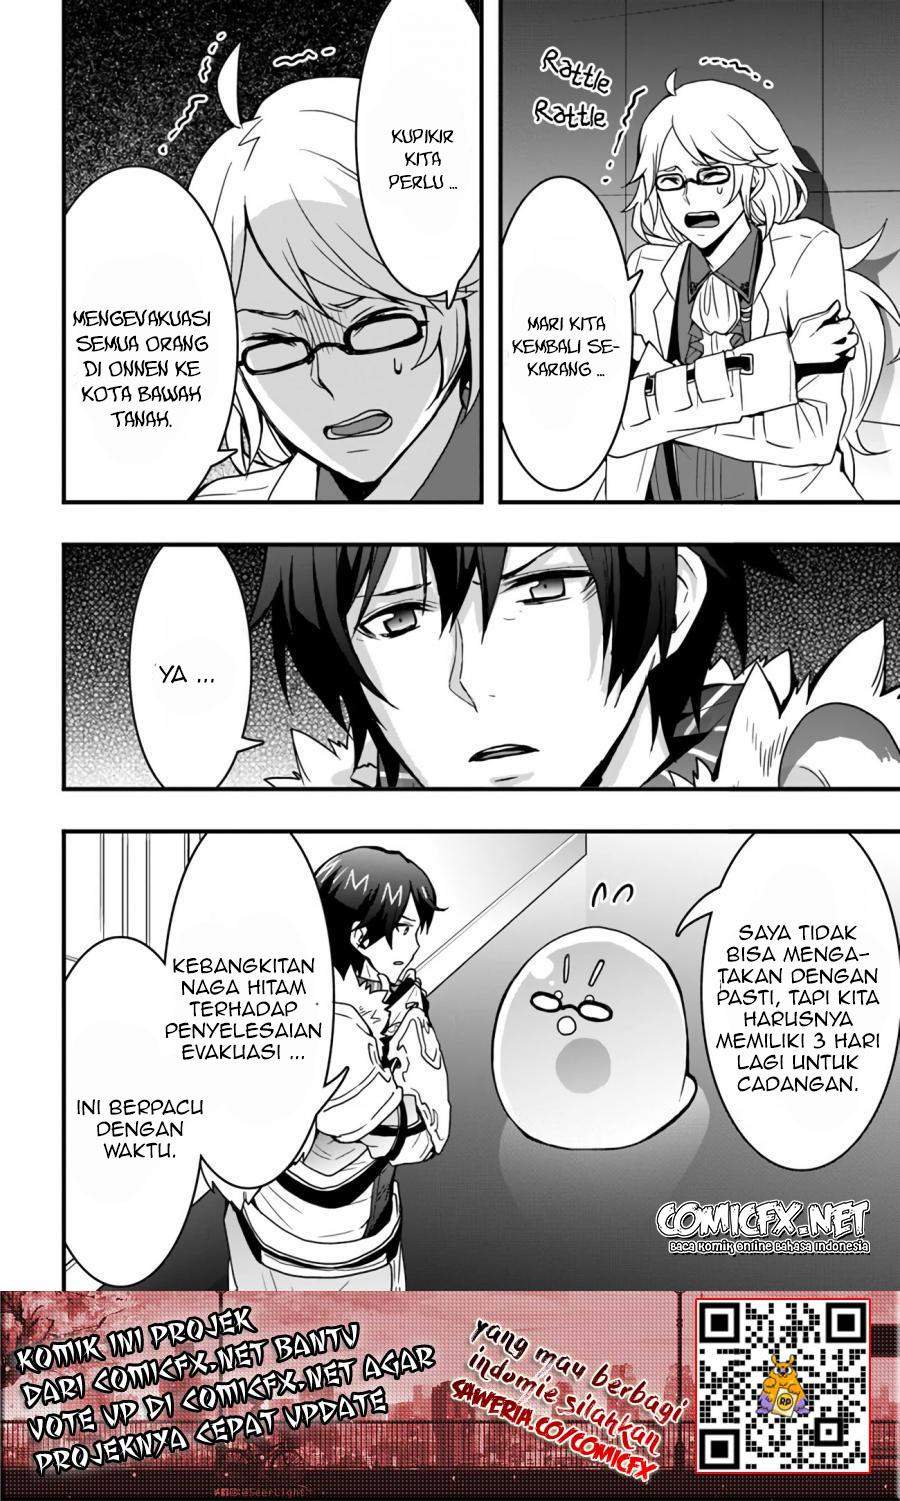 Rattle
Rattle
MARI KITA
KEMBALI SE-
KARANG ...
KUPIKIR
KITA
PERLU ...
MENGEVAKUASI
SEMUA ORANG
DI ONNEN KE
KOTA BAWAH
TANAH.
YA ...
SAYA TIDAK
BISA MENGA-
TAKAN DENGAN
PASTI, TAPI KITA
HARUSNYA
MEMILIKI 3 HARI
LAGI UNTUK
CADANGAN.
KEBANGKITAN
NAGA HITAM
TERHADAP
PENYELESAIAN
EVAKUASI ...
INI BERPACU
DENGAN
WAKTU.
COMICFX.NET
Baca Komik Online Bahasa Indonesia
KOMIK INI PROJEK
DARI COMICFX.NET BANTU
VOTE UP DI COMICFX.NET AGAR
PROJEKNYA CEPAT UPDATE
yang mau berbagi
indomie silahkan
SAWERIA.CO/COMICFX
RP
@SeerLight